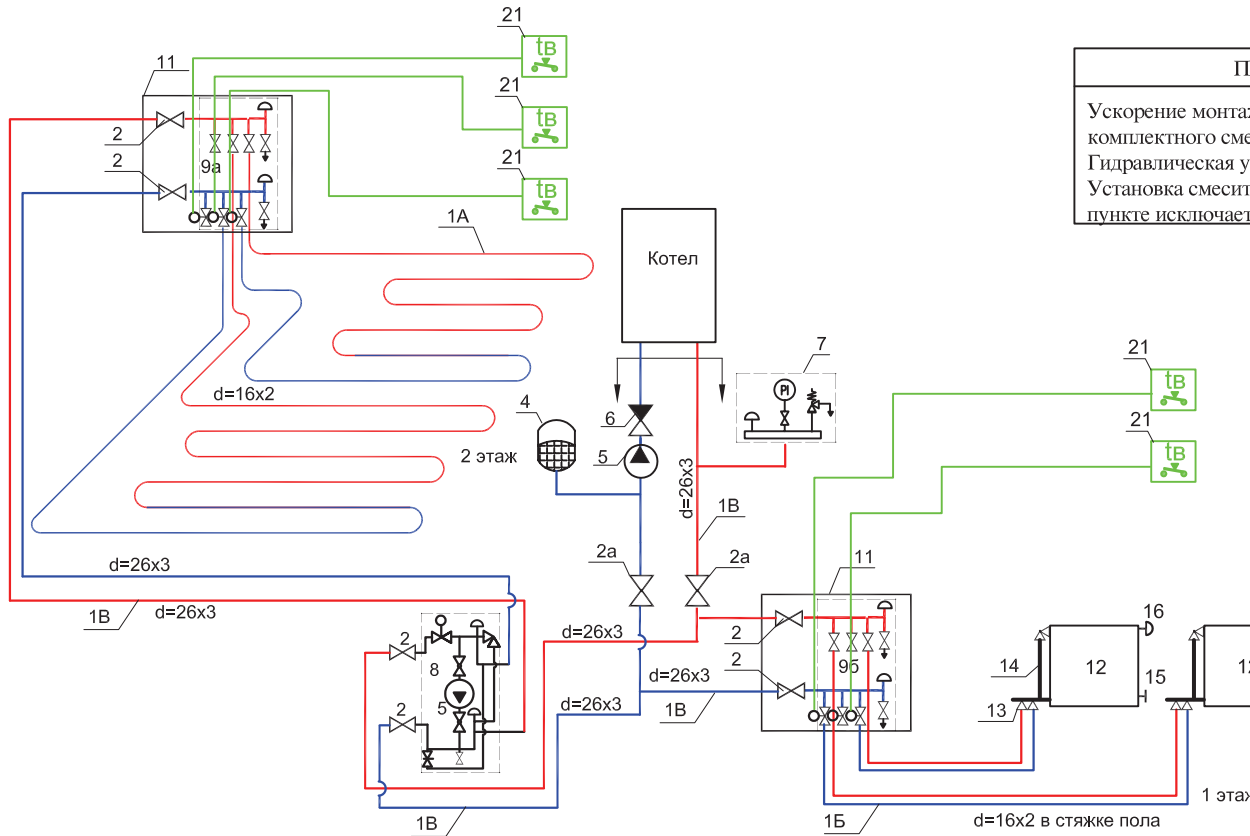 21
tв
11
21
tв
2
9а
2
21
tв
1А
Котел
Ускорение монтаж
комплектного сме
Гидравлическая у
Установка смесит
пункте исключает
7
PI
d=16x2
4
6
2 этаж
5
d=26x3
1В
21
tв
21
tв
2а
2а
11
d=26x3
d=26x3
1В
2
8
5
2
d=26x3
d=26x3
d=26x3
1В
2
9б
2
16
14
12
15
13
1В
1Б
d=16x2 в стяжке пола
1 этаж